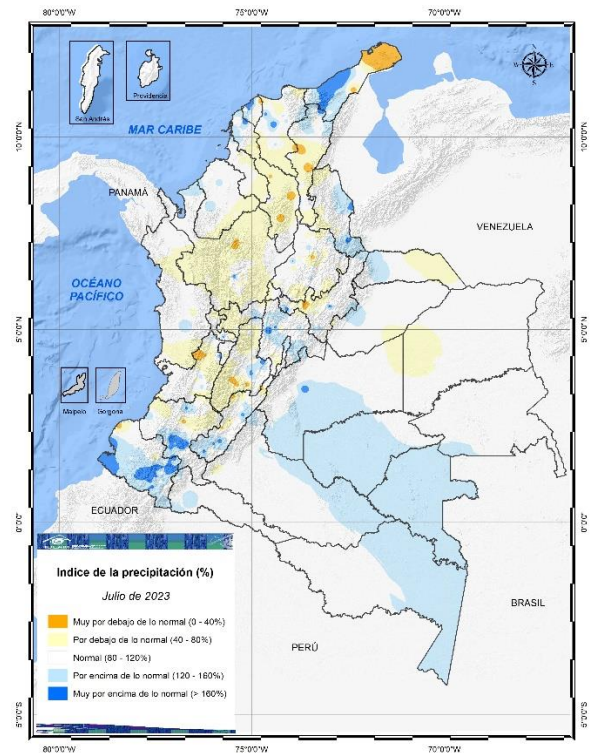 80°0'0"W 75°0'0"W 70°0'0"W
San Andrés
Providencia
MAR CARIBE
10°0'0"N 10°0'0"N
PANAMÁ
VENEZUELA
OCÉANO
PACÍFICO
5°0'0"N 5°0'0"N
Malpelo Gorgona
ECUADOR
0°0'0"
BRASIL
PERÚ
Indice de la precipitación (%)
Julio de 2023
Muy por debajo de lo normal (0 - 40%)
Por debajo de lo normal (40 - 80%)
Normal (80 - 120%)
Por encima de lo normal (120 - 160%)
Muy por encima de lo normal (> 160%)
5°0'0"S 5°0'0"S
80°0'0"W 75°0'0"W 70°0'0"W